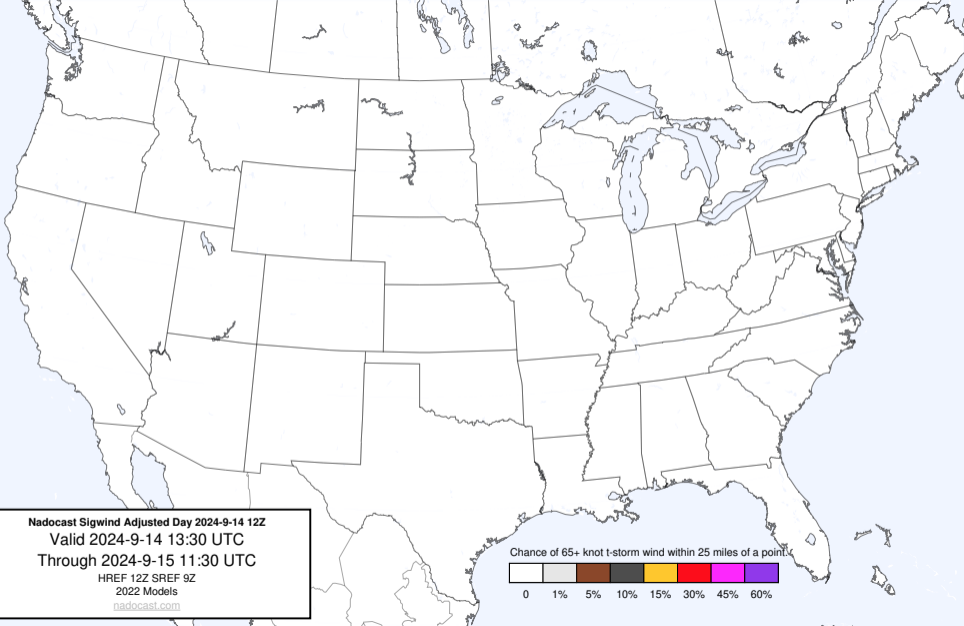 Nadocast Sigwind Adjusted Day 2024-9-14 12Z
Valid 2024-9-14 13:30 UTC
Through 2024-9-15 11:30 UTC
HREF 12Z SREF 9Z
2022 Models
nadocast.com
Chance of 65+ knot t-storm wind within 25 miles of a point.
0 1% 5% 10% 15% 30% 45% 60%